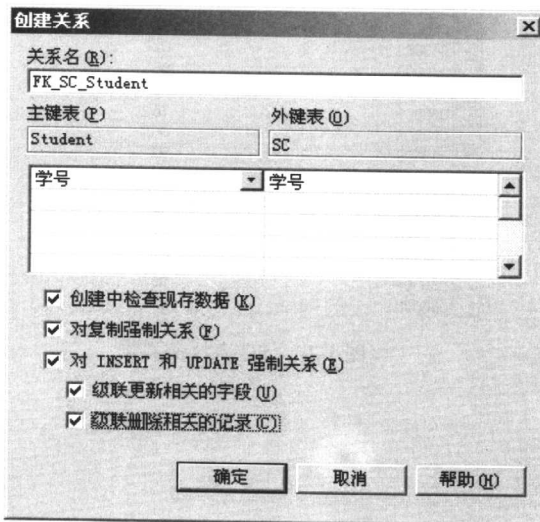 创建关系
关系名(R):
FK_SC_Student
主键表(P) 外键表(O)
Student SC
学号 学号
创建中检查现存数据(K)
对复制强制关系(F)
对 INSERT 和 UPDATE 强制关系(E)
级联更新相关的字段(U)
级联删除相关的记录(C)
确定 取消 帮助(H)